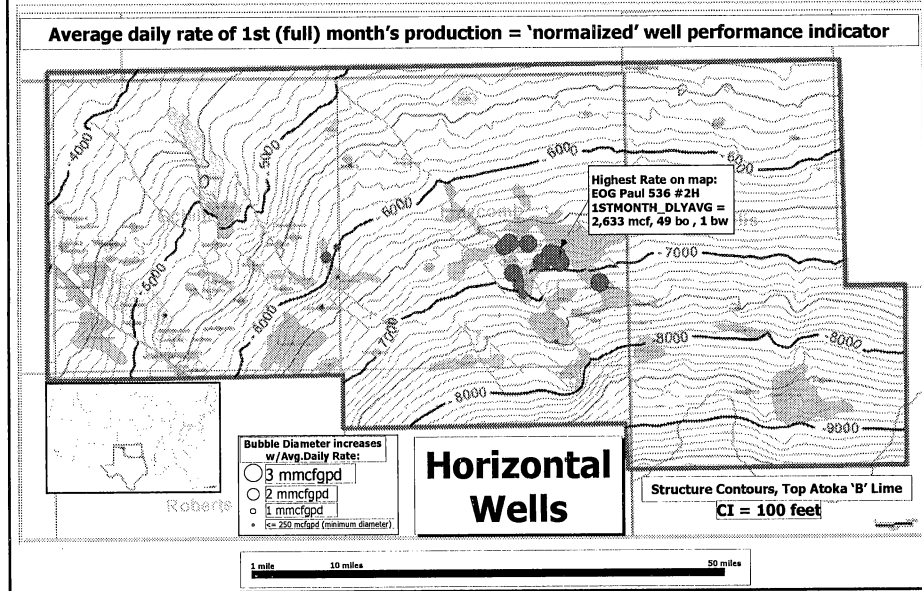 Average daily rate of 1st (full) month's production = 'normalized' well performance indicator
-4000
-5000
-6000
-6000
-6000
Highest Rate on map:
EOG Paul 536 #2H
1STMONTH_DLYAVG =
2,633 mcf, 49 bo , 1 bw
-5000
-6000
-7000
-7000
-8000
-8000
-8000
-9000
Bubble Diameter increases
w/Avg.Daily Rate:
3 mmcfgpd
2 mmcfgpd
1 mmcfgpd
<= 250 mcfgpd (minimum diameter)
Horizontal
Wells
Structure Contours, Top Atoka 'B' Lime
CI = 100 feet
Roberts
1 mile 10 miles 50 miles